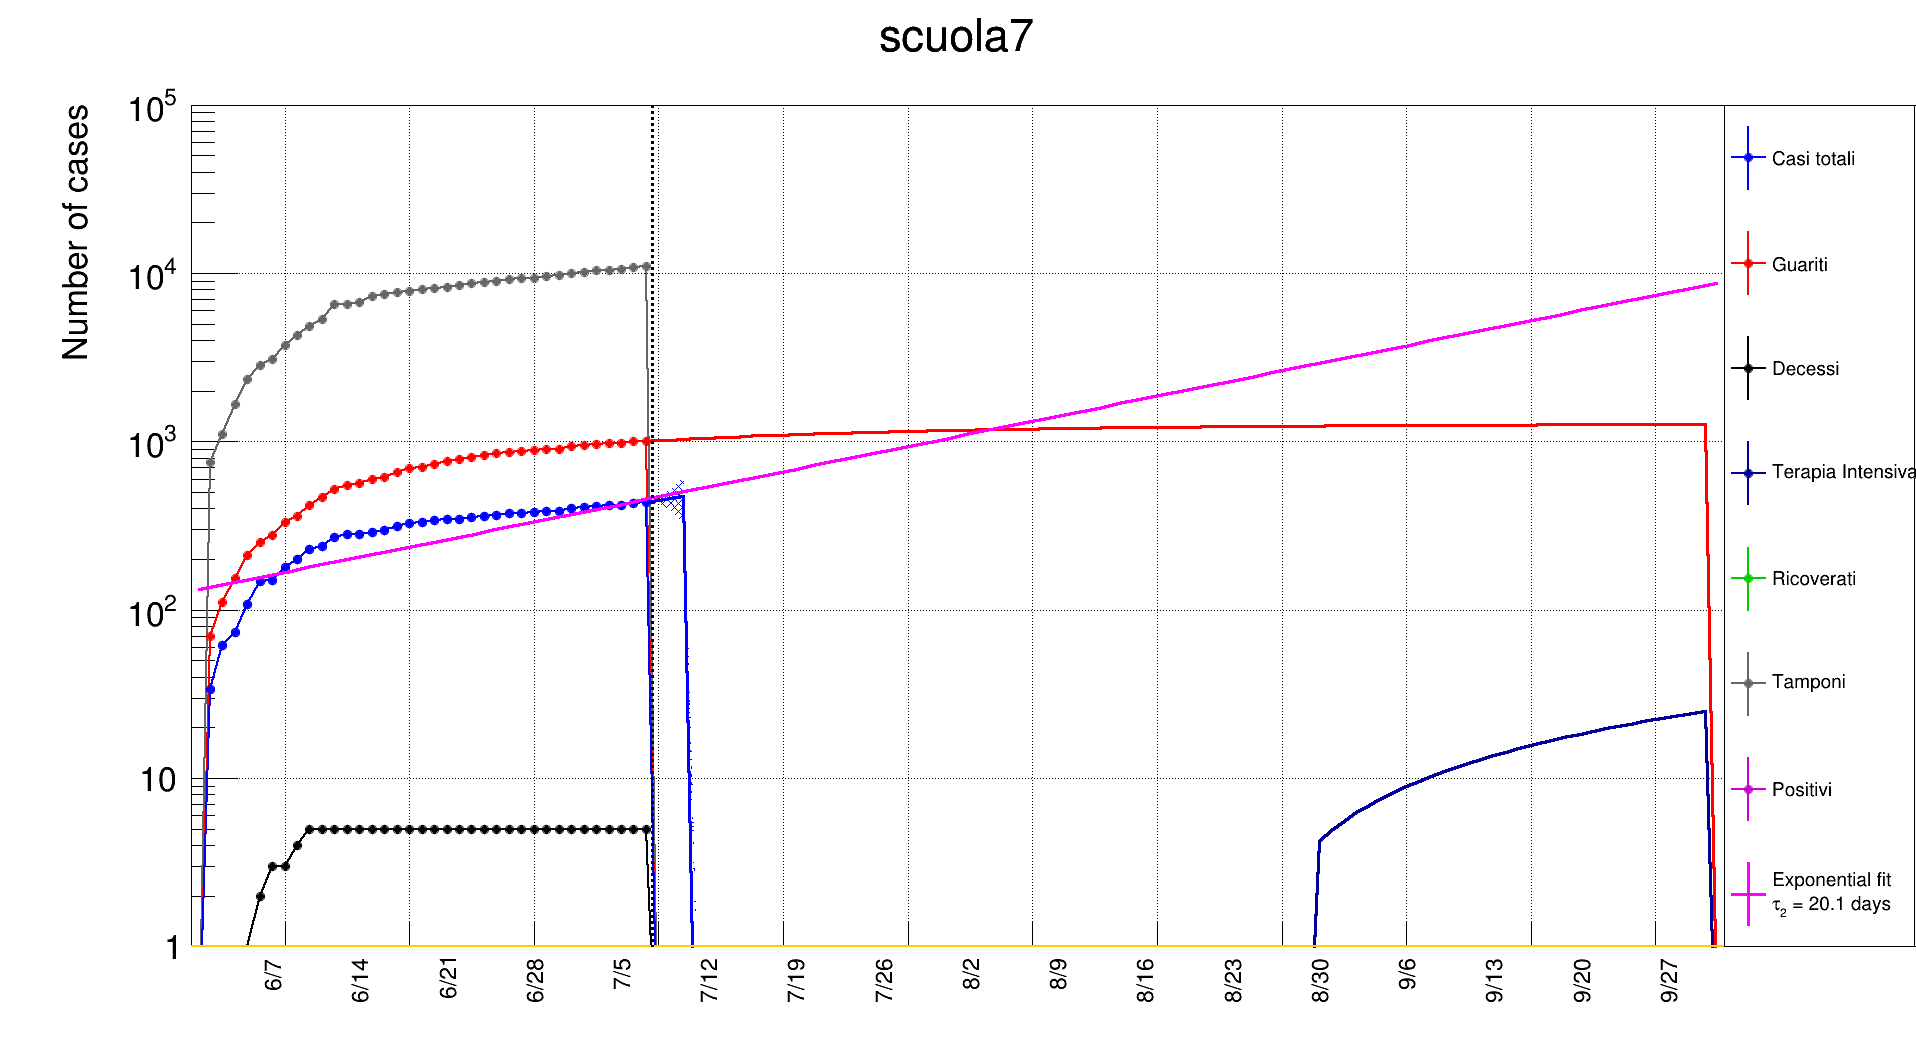 scuola7
Number of cases
10^5
10^4
10^3
10^2
10
1
6/7
6/14
6/21
6/28
7/5
7/12
7/19
7/26
8/2
8/9
8/16
8/23
8/30
9/6
9/13
9/20
9/27
Casi totali
Guariti
Decessi
Terapia Intensiva
Ricoverati
Tamponi
Positivi
Exponential fit
τ₂ = 20.1 days